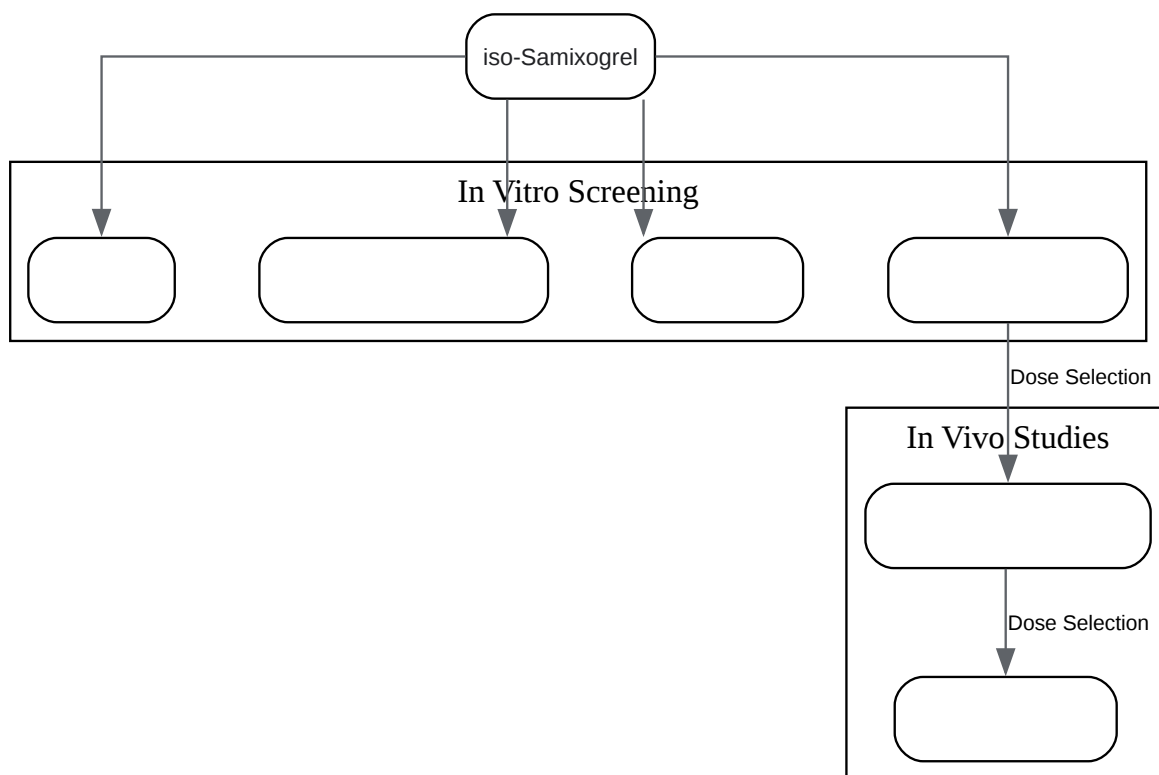 iso-Samixogrel
In Vitro Screening
Dose Selection
In Vivo Studies
Dose Selection